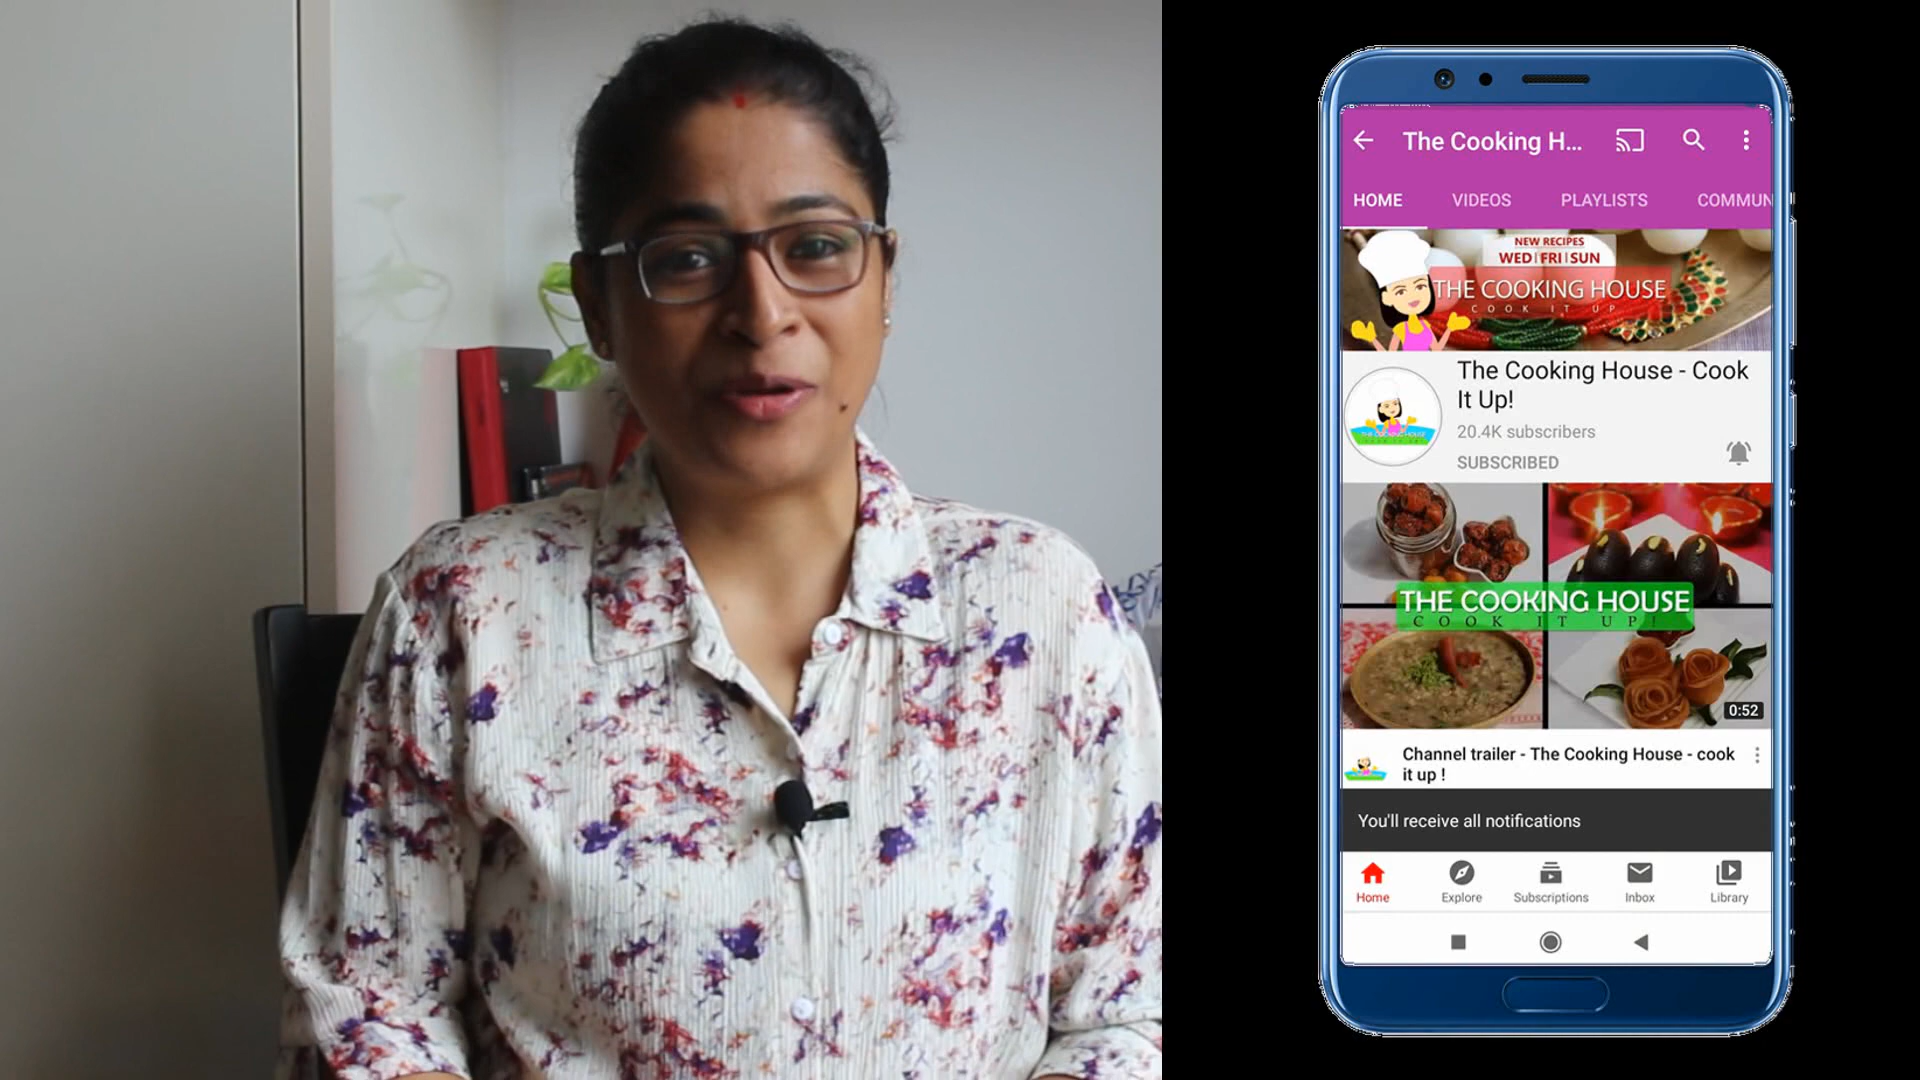 The Cooking H...
HOME VIDEOS PLAYLISTS COMMUN
NEW RECIPES
WED | FRI | SUN
THE COOKING HOUSE
COOK IT UP
The Cooking House - Cook
It Up!
20.4K subscribers
SUBSCRIBED
THE COOKING HOUSE
COOK IT UP!
0:52
Channel trailer - The Cooking House - cook
it up !
You'll receive all notifications
Home Explore Subscriptions Inbox Library